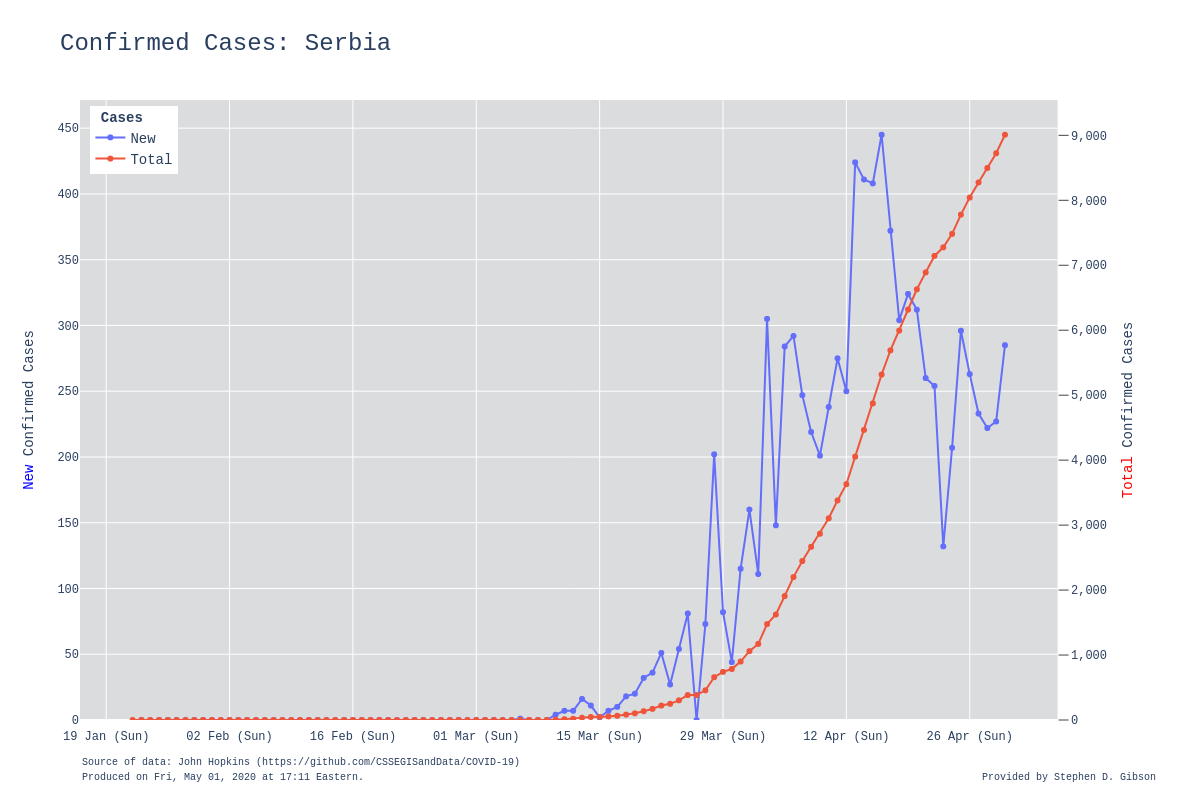 Confirmed Cases: Serbia
Cases
New
Total
450
400
350
300
250
200
150
100
50
0
9,000
8,000
7,000
6,000
5,000
4,000
3,000
2,000
1,000
0
New Confirmed Cases
Total Confirmed Cases
19 Jan (Sun)
02 Feb (Sun)
16 Feb (Sun)
01 Mar (Sun)
15 Mar (Sun)
29 Mar (Sun)
12 Apr (Sun)
26 Apr (Sun)
Source of data: John Hopkins (https://github.com/CSSEGISandData/COVID-19)
Produced on Fri, May 01, 2020 at 17:11 Eastern.
Provided by Stephen D. Gibson